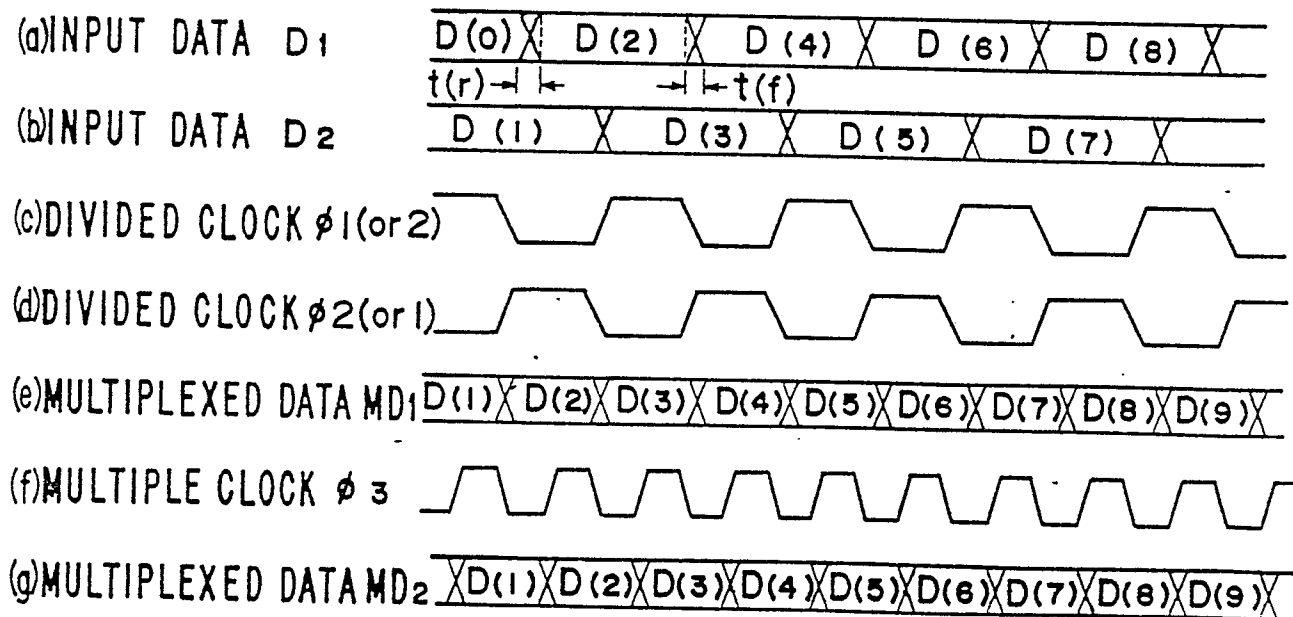 (a)INPUT DATA D1 D(0) D(2) D(4) D(6) D(8)
t(r) t(f)
(b)INPUT DATA D2 D(1) D(3) D(5) D(7)
(c)DIVIDED CLOCK ø1(or2)
(d)DIVIDED CLOCK ø2(or1)
(e)MULTIPLEXED DATA MD1 D(1) D(2) D(3) D(4) D(5) D(6) D(7) D(8) D(9)
(f)MULTIPLE CLOCK ø3
(g)MULTIPLEXED DATA MD2 D(1) D(2) D(3) D(4) D(5) D(6) D(7) D(8) D(9)